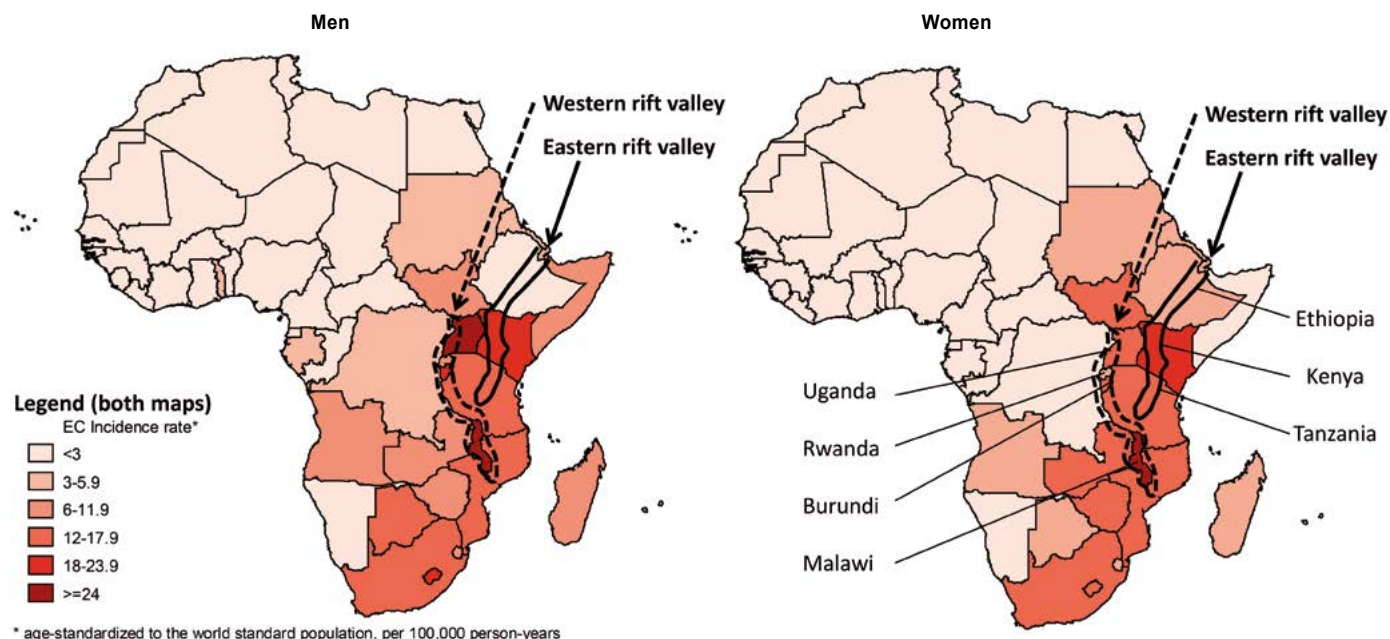 Men
Women
Western rift valley
Eastern rift valley
Western rift valley
Eastern rift valley
Ethiopia
Kenya
Tanzania
Uganda
Rwanda
Burundi
Malawi
Legend (both maps)
EC Incidence rate*
<3
3-5.9
6-11.9
12-17.9
18-23.9
>=24
* age-standardized to the world standard population, per 100,000 person-years